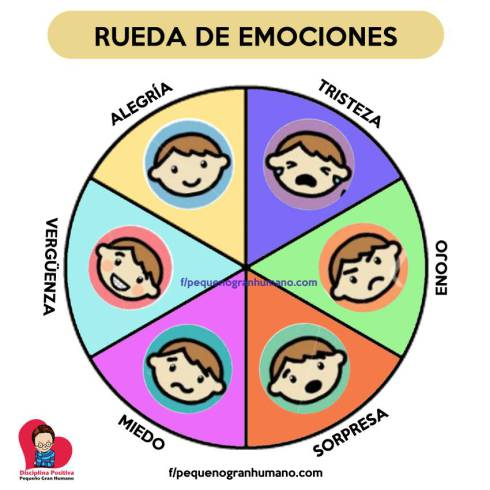 RUEDA DE EMOCIONES
ALEGRÍA
TRISTEZA
VERGÜENZA
ENOJO
f/pequenogranhumano.com
MIEDO
SORPRESA
Disciplina Positiva
Pequeño Gran Humano
f/pequenogranhumano.com